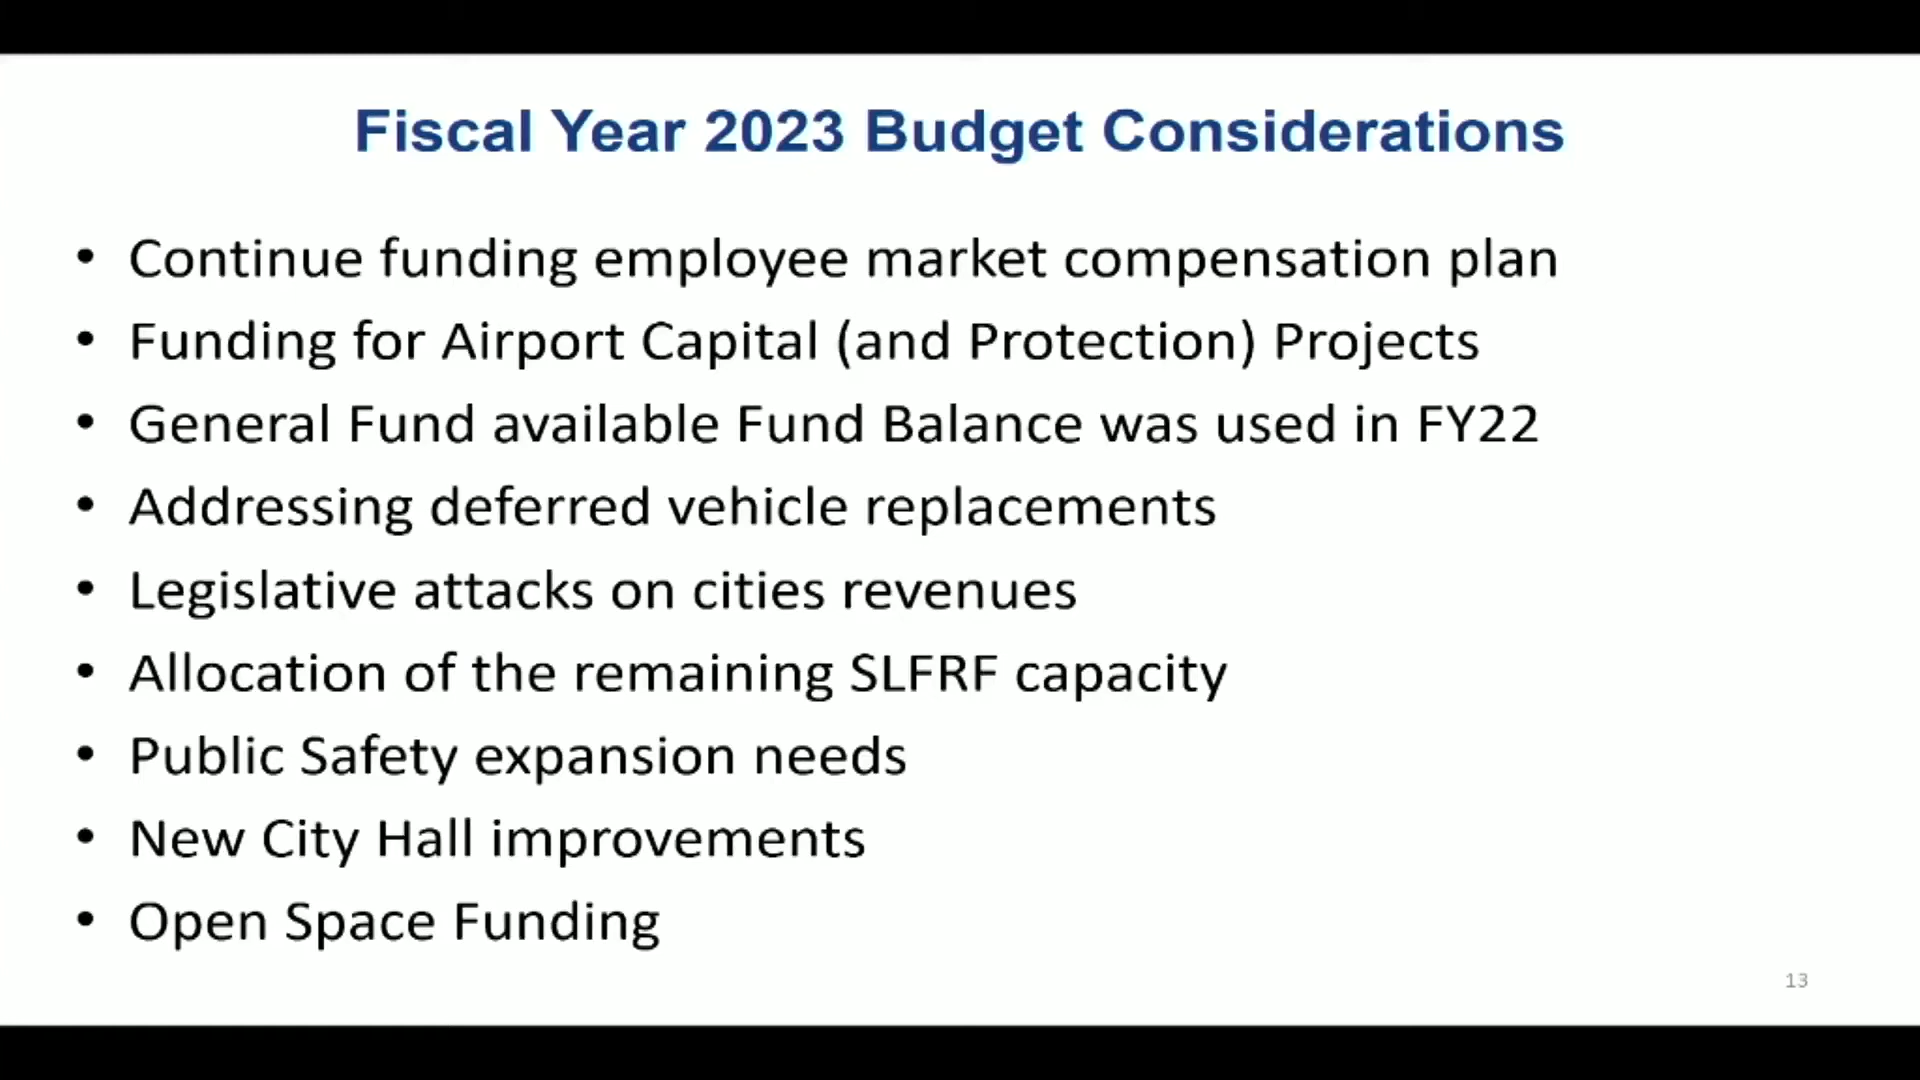 Fiscal Year 2023 Budget Considerations
• Continue funding employee market compensation plan
• Funding for Airport Capital (and Protection) Projects
• General Fund available Fund Balance was used in FY22
• Addressing deferred vehicle replacements
• Legislative attacks on cities revenues
• Allocation of the remaining SLFRF capacity
• Public Safety expansion needs
• New City Hall improvements
• Open Space Funding
13